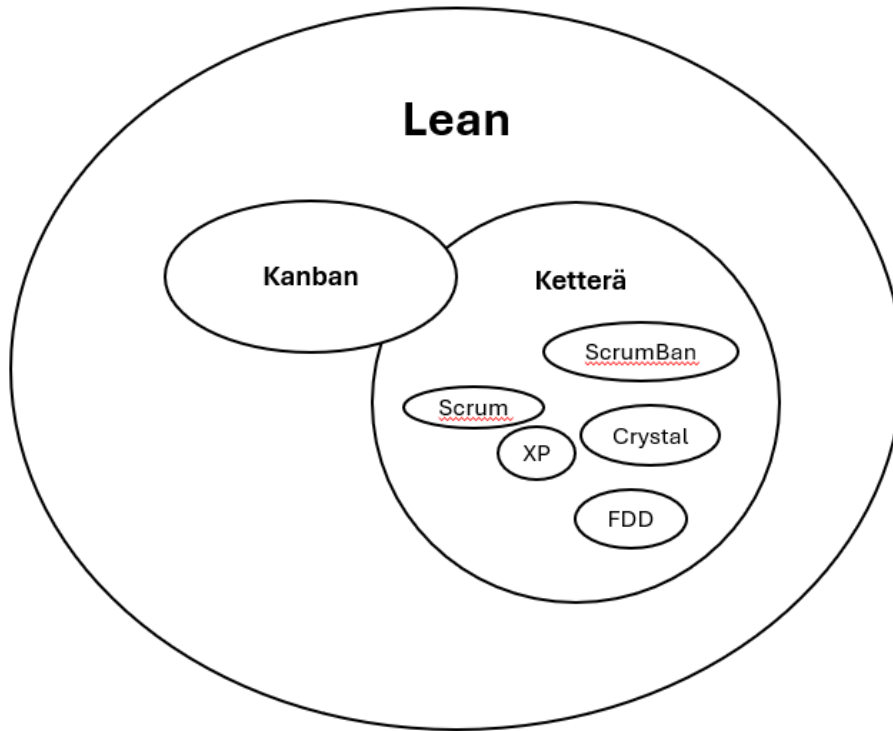 Lean
Kanban
Ketterä
ScrumBan
Scrum
Crystal
XP
FDD